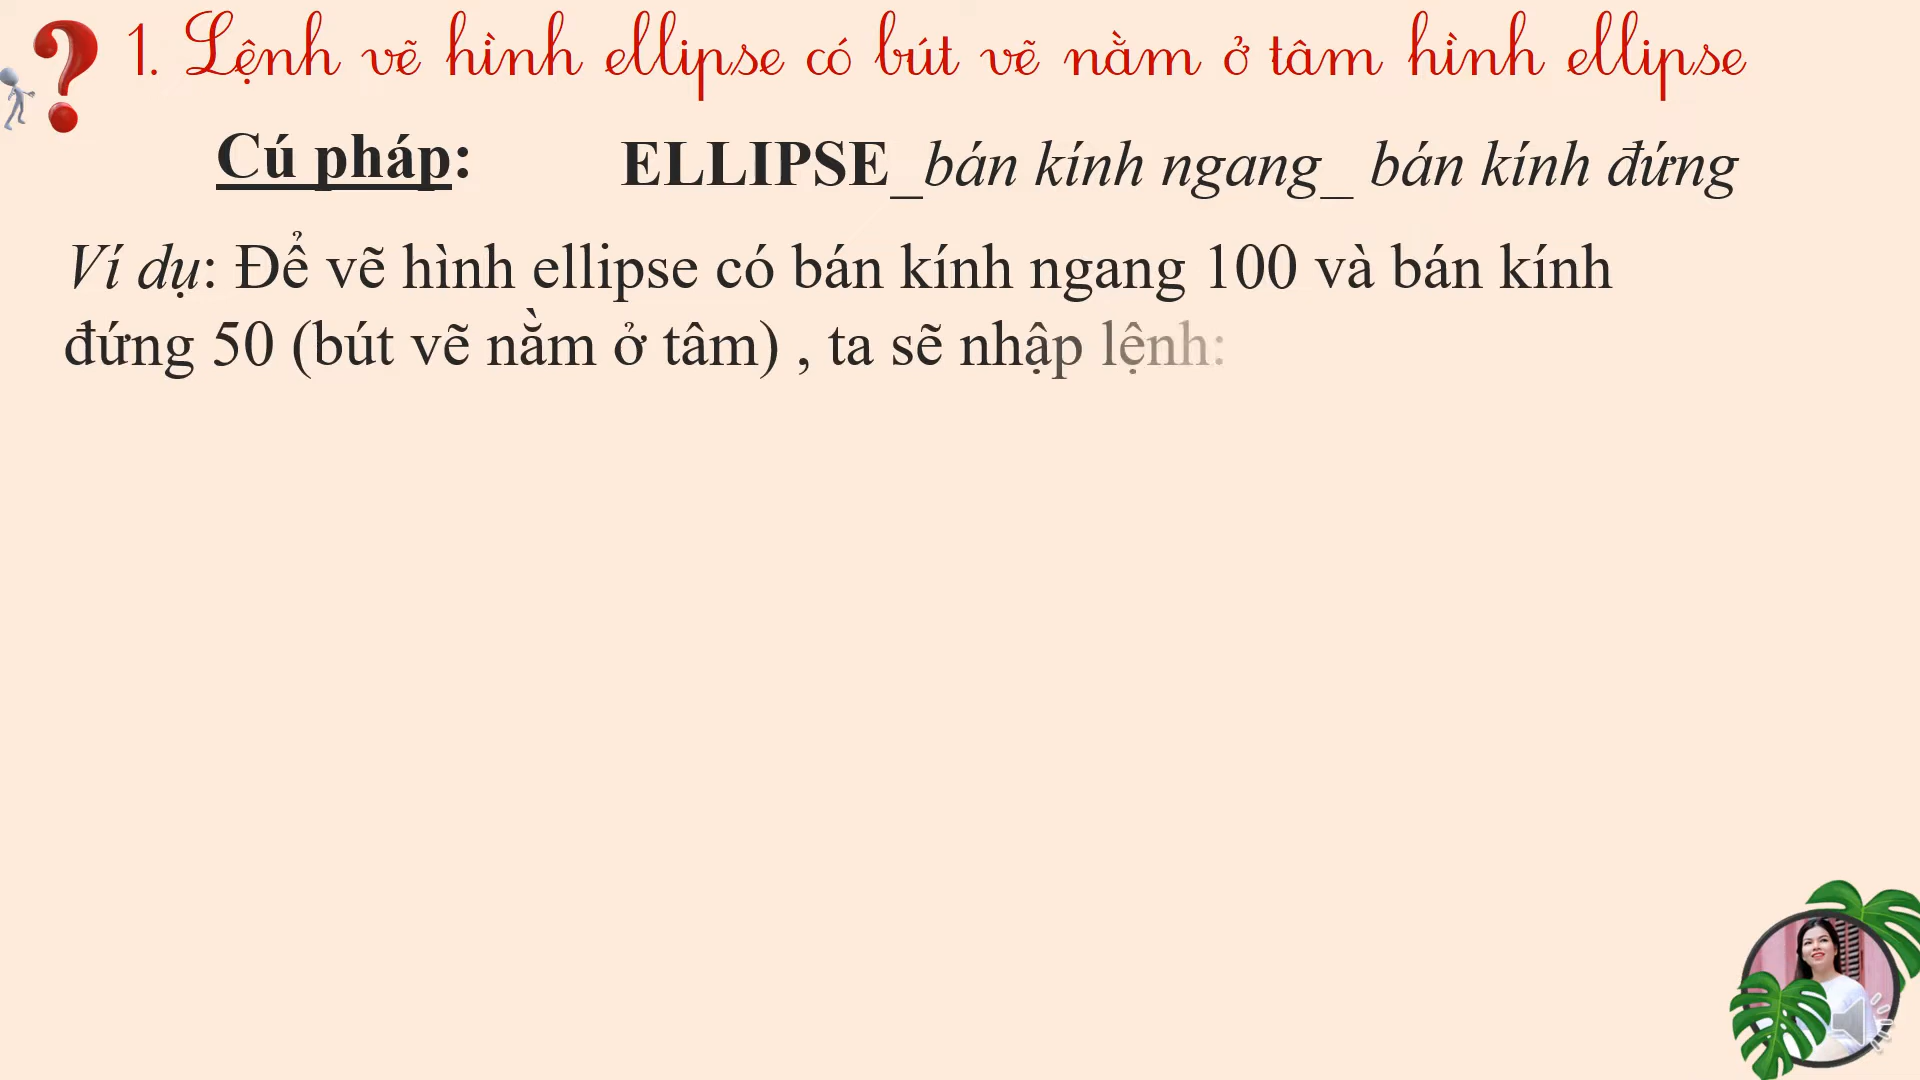 1. Lệnh vẽ hình ellipse có bút vẽ nằm ở tâm hình ellipse
Cú pháp: ELLIPSE_bán kính ngang_ bán kính đứng
Ví dụ: Để vẽ hình ellipse có bán kính ngang 100 và bán kính
đứng 50 (bút vẽ nằm ở tâm) , ta sẽ nhập lệnh: